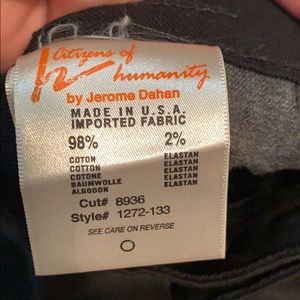 Citizens of
humanity
by Jerome Dahan
MADE IN U.S.A.
IMPORTED FABRIC
98% 2%
COTON ELASTAN
COTTON ELASTAN
COTONE ELASTAN
BAUMWOLLE ELASTAN
ALGODON ELASTAN
Cut# 8936
Style# 1272-133
SEE CARE ON REVERSE